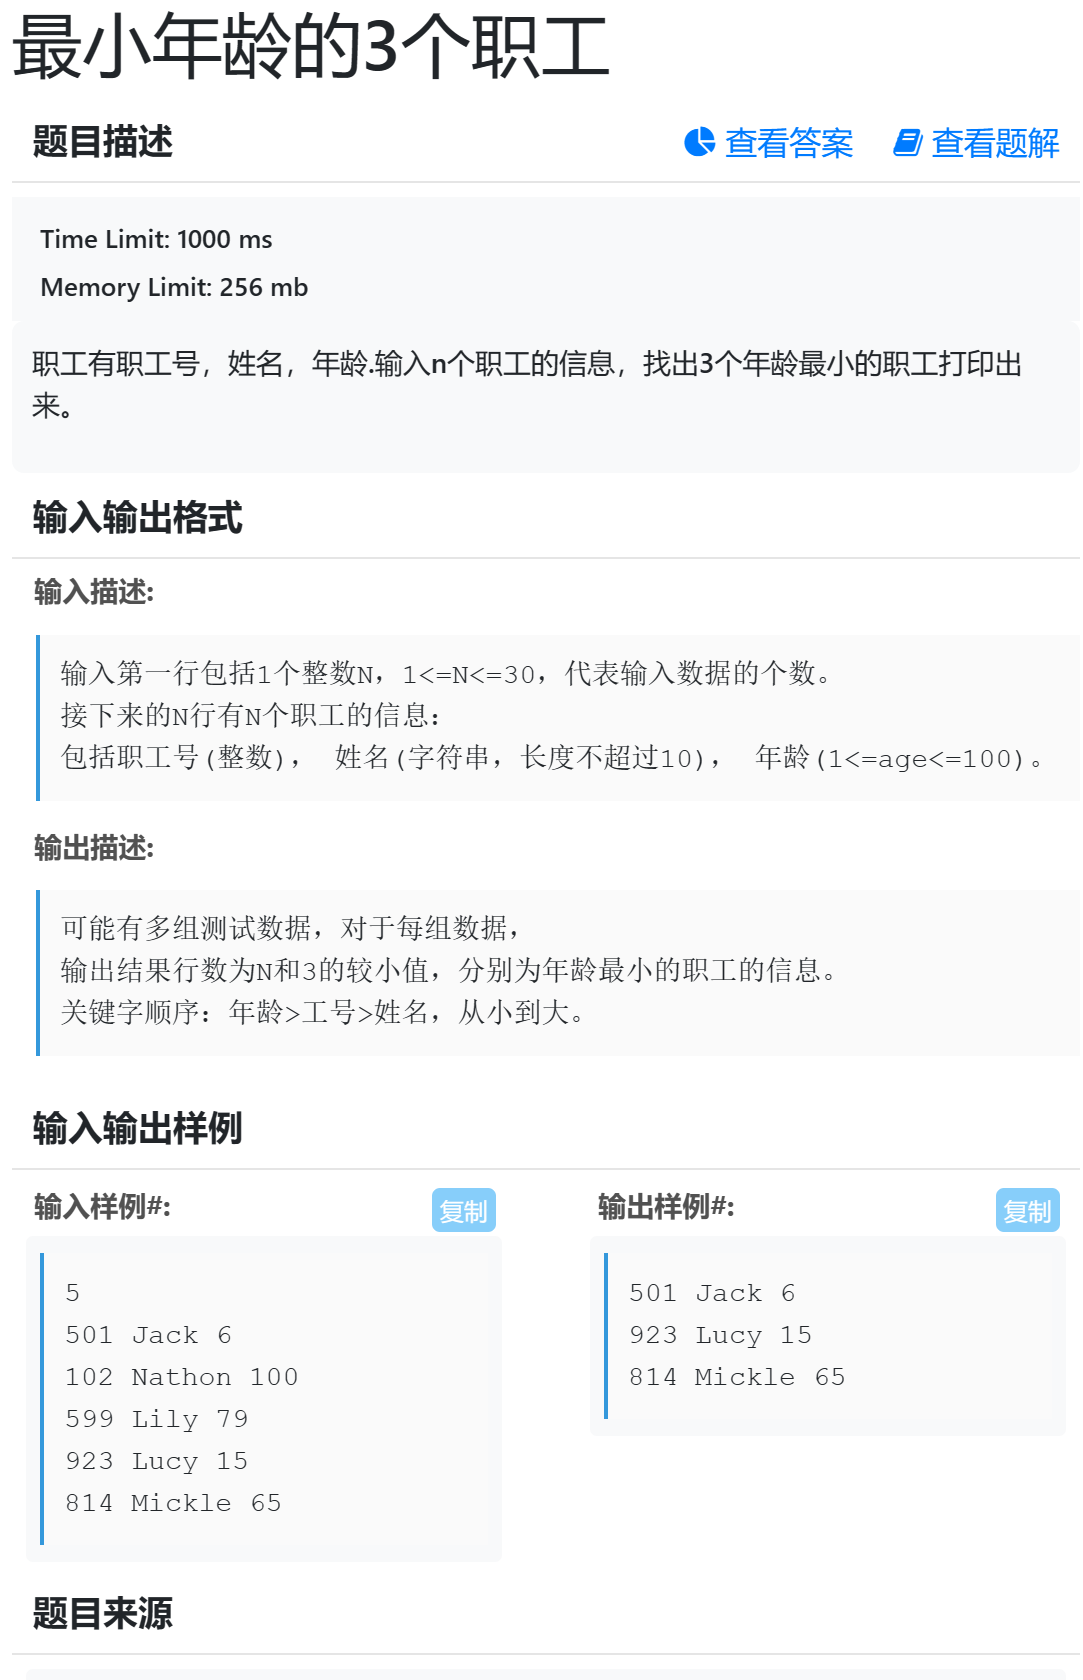 最小年龄的3个职工
题目描述 查看答案 查看题解
Time Limit: 1000 ms
Memory Limit: 256 mb
职工有职工号，姓名，年龄.输入n个职工的信息，找出3个年龄最小的职工打印出
来。
输入输出格式
输入描述:
输入第一行包括1个整数N，1<=N<=30，代表输入数据的个数。
接下来的N行有N个职工的信息：
包括职工号(整数)， 姓名(字符串，长度不超过10)， 年龄(1<=age<=100)。
输出描述:
可能有多组测试数据，对于每组数据，
输出结果行数为N和3的较小值，分别为年龄最小的职工的信息。
关键字顺序：年龄>工号>姓名，从小到大。
输入输出样例
输入样例#: 复制
5
501 Jack 6
102 Nathon 100
599 Lily 79
923 Lucy 15
814 Mickle 65
输出样例#: 复制
501 Jack 6
923 Lucy 15
814 Mickle 65
题目来源